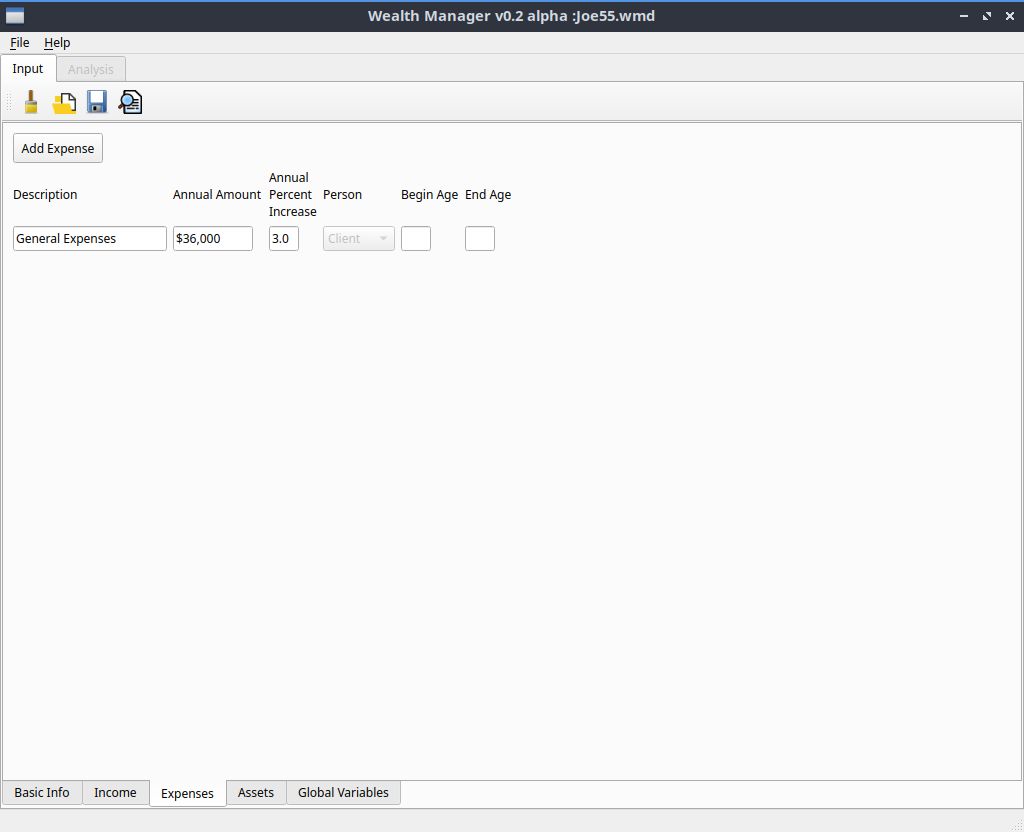 Wealth Manager v0.2 alpha :Joe55.wmd
File Help
Input Analysis
Add Expense
Description Annual Amount Annual Percent Increase Person Begin Age End Age
General Expenses $36,000 3.0 Client
Basic Info Income Expenses Assets Global Variables